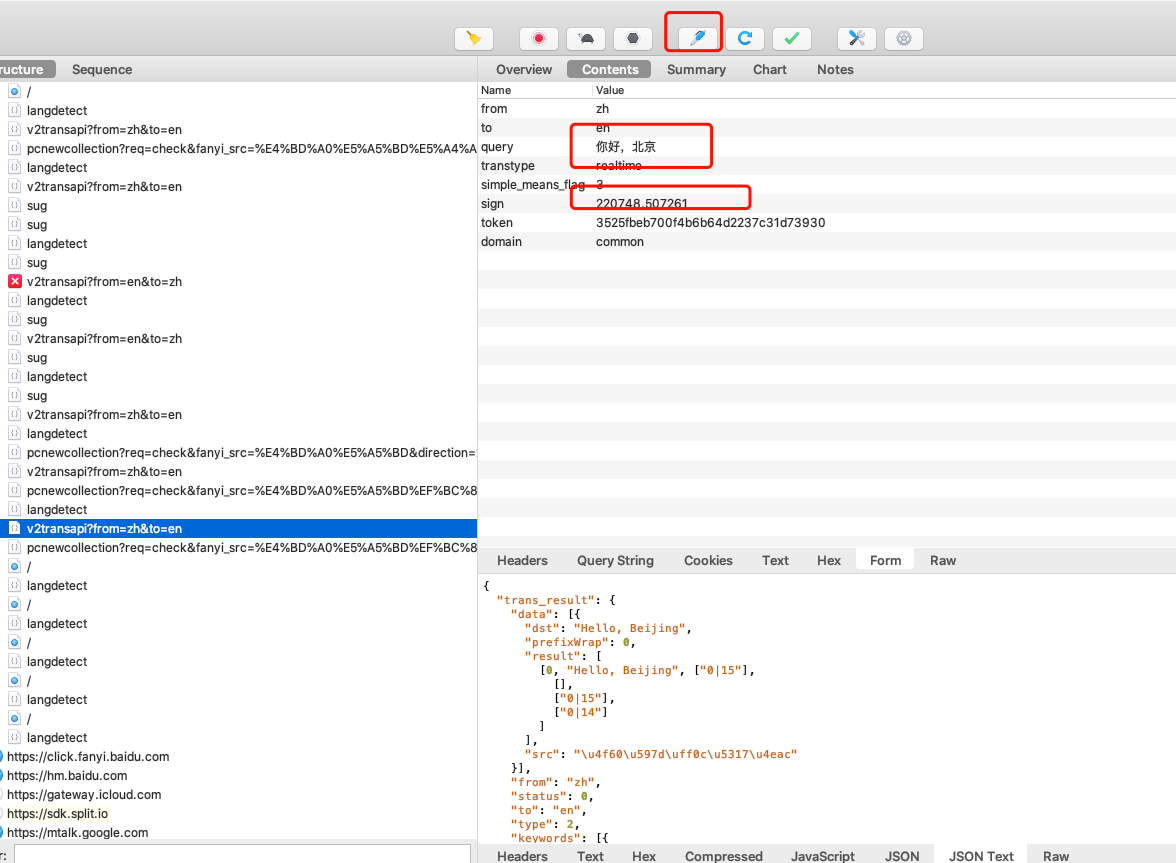 ructure Sequence
/
langdetect
v2transapi?from=zh&to=en
pcnewcollection?req=check&fanyi_src=%E4%BD%A0%E5%A5%BD%E5%A4%A
langdetect
v2transapi?from=zh&to=en
sug
sug
langdetect
sug
v2transapi?from=en&to=zh
langdetect
sug
v2transapi?from=en&to=zh
sug
langdetect
sug
v2transapi?from=zh&to=en
langdetect
pcnewcollection?req=check&fanyi_src=%E4%BD%A0%E5%A5%BD&direction=
v2transapi?from=zh&to=en
pcnewcollection?req=check&fanyi_src=%E4%BD%A0%E5%A5%BD%EF%BC%8
langdetect
v2transapi?from=zh&to=en
pcnewcollection?req=check&fanyi_src=%E4%BD%A0%E5%A5%BD%EF%BC%8
/
langdetect
/
langdetect
/
langdetect
/
langdetect
/
langdetect
https://click.fanyi.baidu.com
https://hm.baidu.com
https://gateway.icloud.com
https://sdk.split.io
https://mtalk.google.com
r:
Overview Contents Summary Chart Notes
Name Value
from zh
to en
query 你好，北京
transtype realtime
simple_means_flag 3
sign 220748.507261
token 3525fbeb700f4b6b64d2237c31d73930
domain common
Headers Query String Cookies Text Hex Form Raw
{
"trans_result": {
"data": [{
"dst": "Hello, Beijing",
"prefixWrap": 0,
"result": [
[0, "Hello, Beijing", ["0|15"],
[],
["0|15"],
["0|14"]
]
],
"src": "\u4f60\u597d\uff0c\u5317\u4eac"
}],
"from": "zh",
"status": 0,
"to": "en",
"type": 2,
"keywords": [{
Headers Text Hex Compressed JavaScript JSON JSON Text Raw